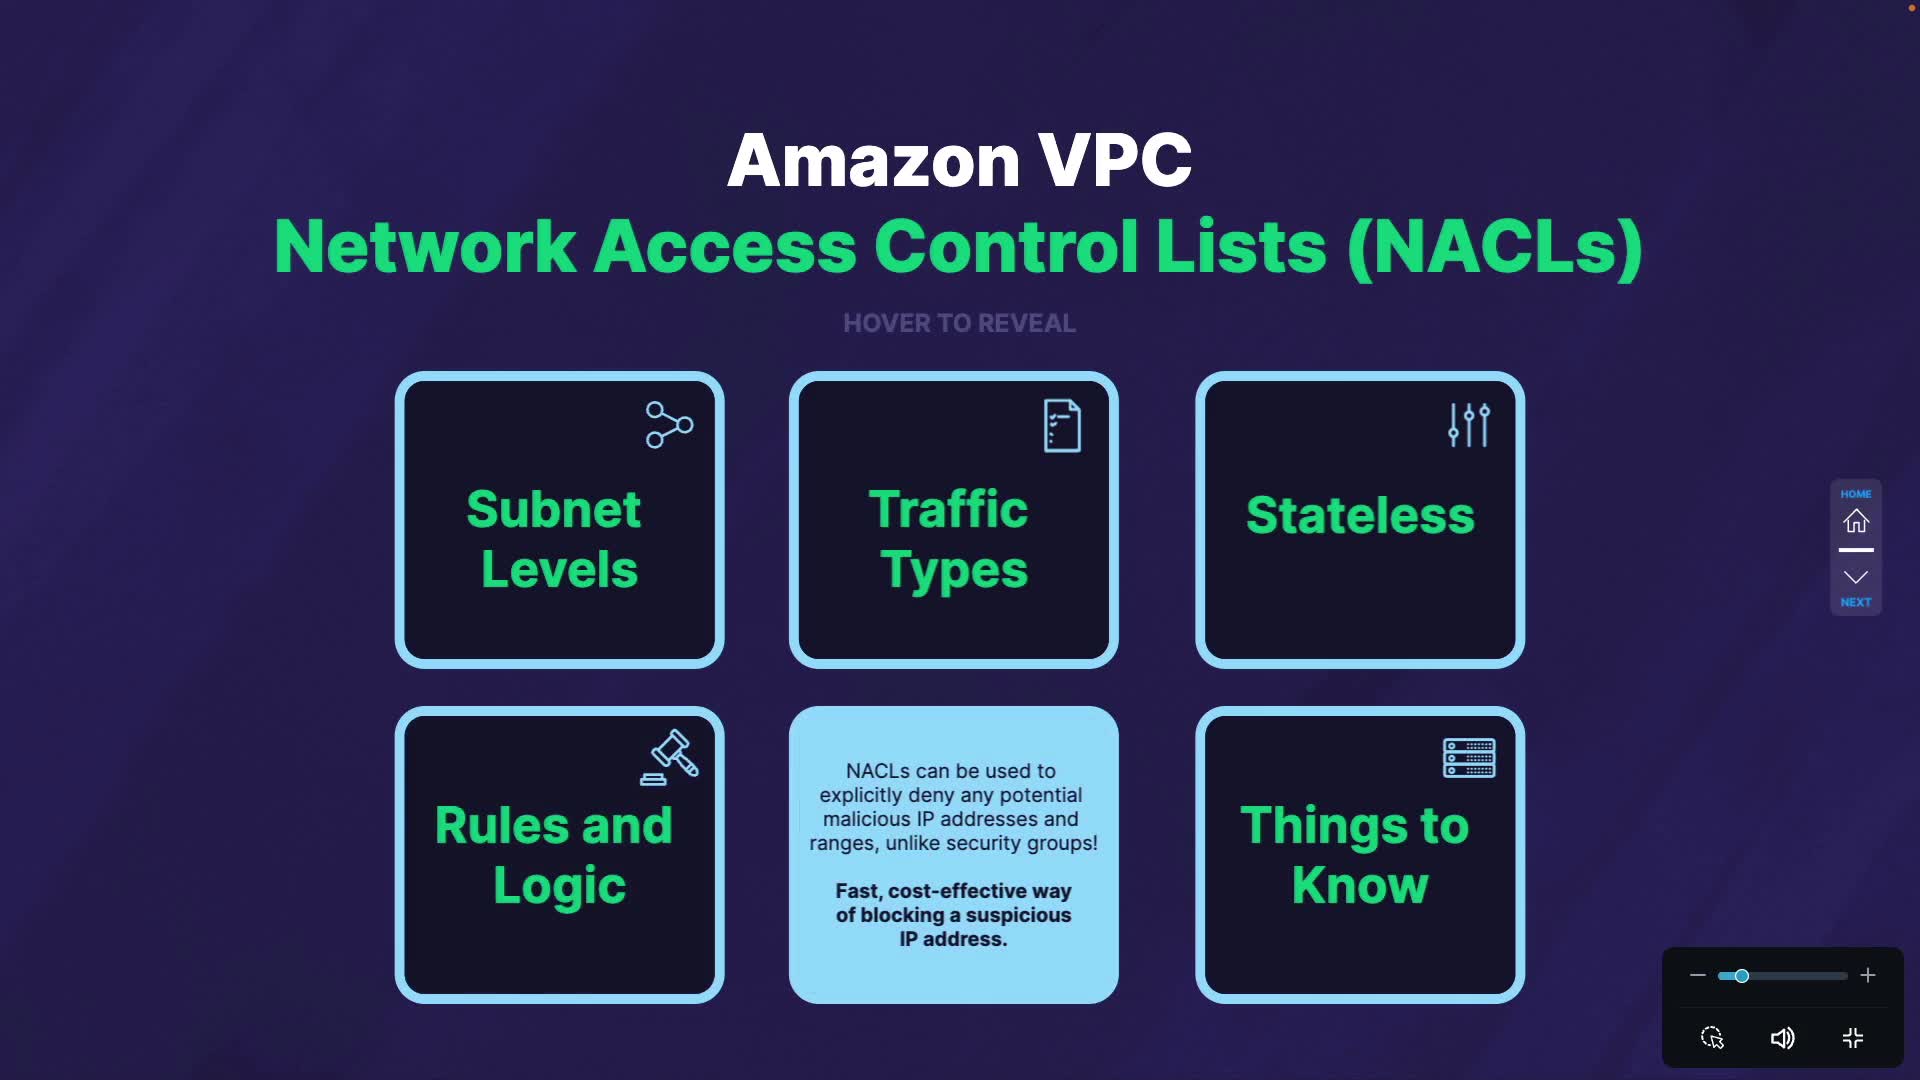 Amazon VPC
Network Access Control Lists (NACLs)
HOVER TO REVEAL
Subnet
Levels
Traffic
Types
Stateless
Rules and
Logic
NACLs can be used to
explicitly deny any potential
malicious IP addresses and
ranges, unlike security groups!
Fast, cost-effective way
of blocking a suspicious
IP address.
Things to
Know
HOME
NEXT